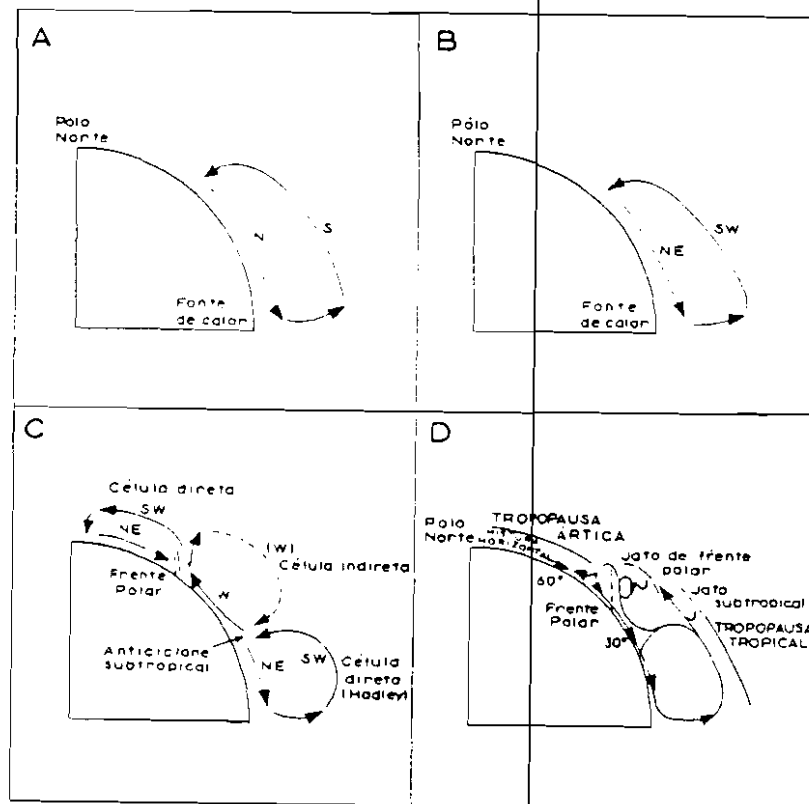 A
Pólo
Norte
N
S
Fonte
de calor
B
Pólo
Norte
NE
SW
Fonte
de calor
C
Célula direta
SW
NE
Frente
Polar
(W)
Célula indireta
W
Anticiclone
subtropical
NE
SW
Célula
direta
(Hadley)
D
Polo
Norte
TROPOPAUSA
ÁRTICA
HORIZONTAL
60°
Frente
Polar
30°
Jato de frente
polar
J
Jato
subtropical
J
TROPOPAUSA
TROPICAL